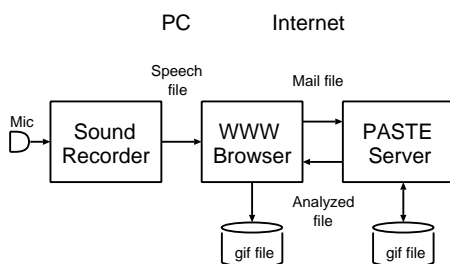 PC Internet
Speech
file
Mail file
Mic
Sound
Recorder
WWW
Browser
PASTE
Server
Analyzed
file
gif file
gif file